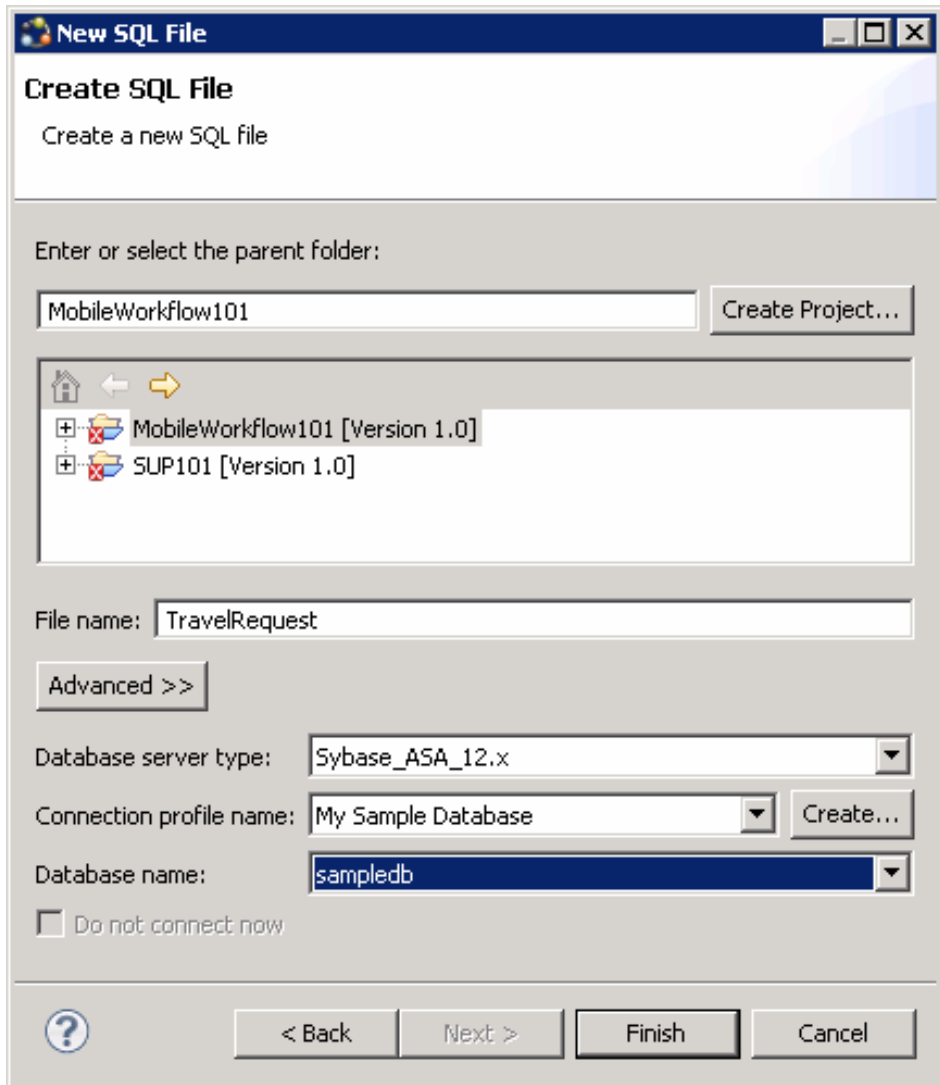 New SQL File
Create SQL File
Create a new SQL file
Enter or select the parent folder:
MobileWorkflow101 Create Project...
MobileWorkflow101 [Version 1.0]
SUP101 [Version 1.0]
File name: TravelRequest
Advanced >>
Database server type: Sybase_ASA_12.x
Connection profile name: My Sample Database Create...
Database name: sampledb
Do not connect now
? < Back Next > Finish Cancel